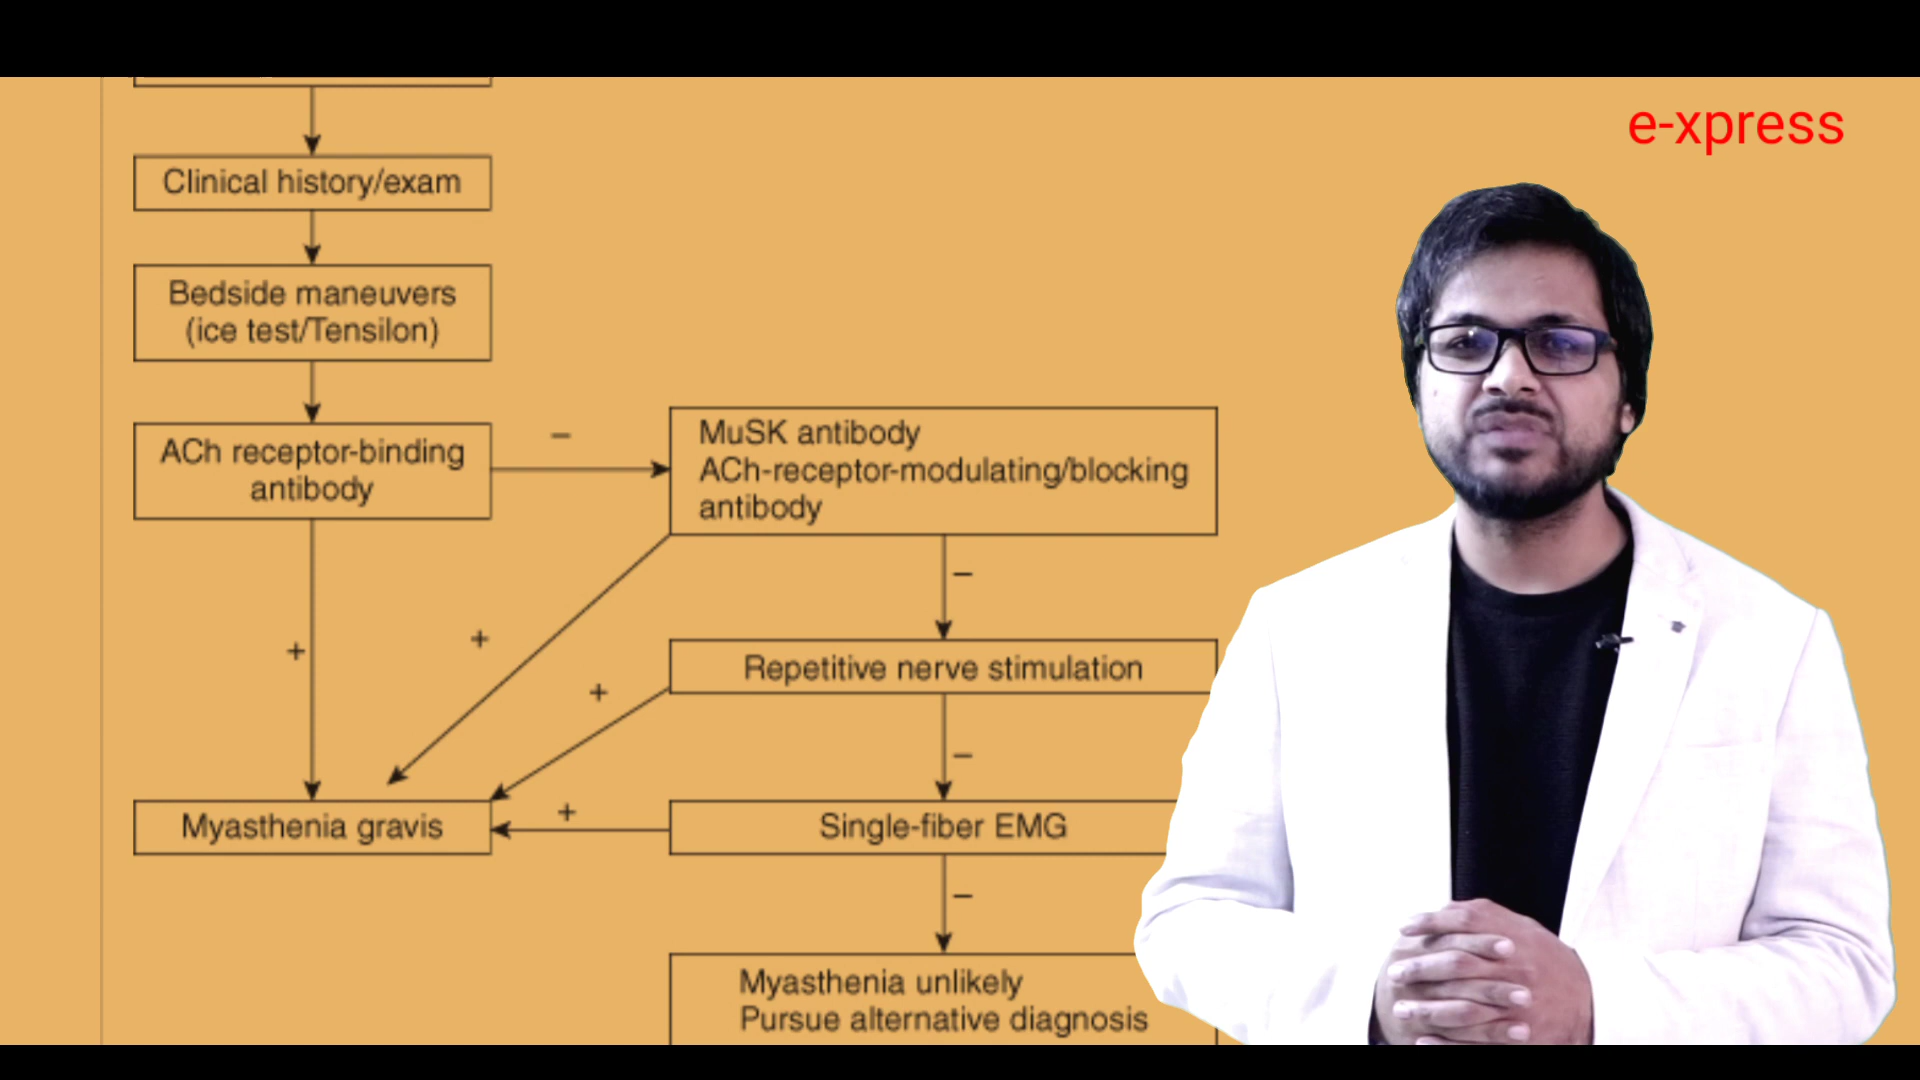 e-xpress
Clinical history/exam
Bedside maneuvers
(ice test/Tensilon)
ACh receptor-binding
antibody
–
MuSK antibody
ACh-receptor-modulating/blocking
antibody
–
+
+
Repetitive nerve stimulation
+
–
Myasthenia gravis
+
Single-fiber EMG
–
Myasthenia unlikely
Pursue alternative diagnosis